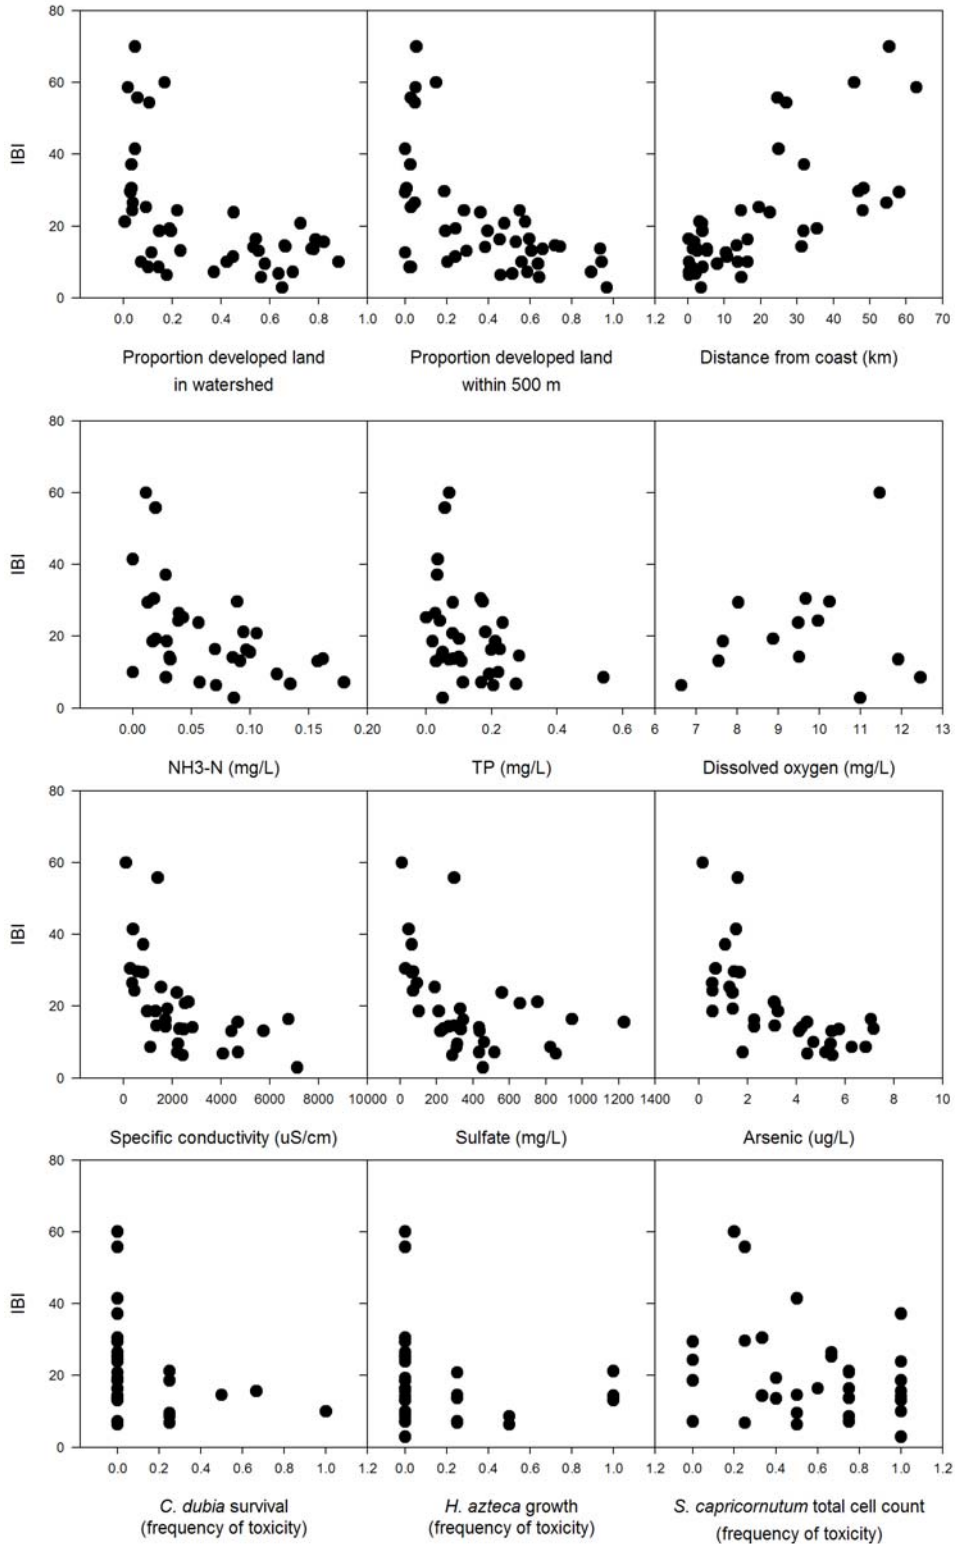 80
60
40
20
0
IBI
0.0 0.2 0.4 0.6 0.8 1.0
0.0 0.2 0.4 0.6 0.8 1.0 1.2
0 10 20 30 40 50 60 70
Proportion developed land
in watershed
Proportion developed land
within 500 m
Distance from coast (km)
80
60
40
20
0
IBI
0.00 0.05 0.10 0.15 0.20
0.0 0.2 0.4 0.6
6 7 8 9 10 11 12 13
NH3-N (mg/L)
TP (mg/L)
Dissolved oxygen (mg/L)
80
60
40
20
0
IBI
0 2000 4000 6000 8000 10000
0 200 400 600 800 1000 1200 1400
0 2 4 6 8 10
Specific conductivity (uS/cm)
Sulfate (mg/L)
Arsenic (ug/L)
80
60
40
20
0
IBI
0.0 0.2 0.4 0.6 0.8 1.0 1.2
0.0 0.2 0.4 0.6 0.8 1.0 1.2
0.0 0.2 0.4 0.6 0.8 1.0 1.2
C. dubia survival
(frequency of toxicity)
H. azteca growth
(frequency of toxicity)
S. capricornutum total cell count
(frequency of toxicity)